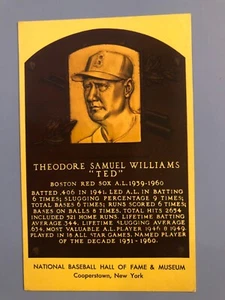 THEODORE SAMUEL WILLIAMS
"TED"
BOSTON RED SOX A.L. 1939-1960
BATTED .406 IN 1941. LED A.L. IN BATTING
6 TIMES; SLUGGING PERCENTAGE 9 TIMES;
TOTAL BASES 6 TIMES; RUNS SCORED 6 TIMES;
BASES ON BALLS 8 TIMES. TOTAL HITS 2654
INCLUDED 521 HOME RUNS. LIFETIME BATTING
AVERAGE .344. LIFETIME SLUGGING AVERAGE
.634. MOST VALUABLE A.L. PLAYER 1946 & 1949.
PLAYED IN 18 ALL STAR GAMES. NAMED PLAYER
OF THE DECADE 1951-1960.
NATIONAL BASEBALL HALL OF FAME & MUSEUM
Cooperstown, New York